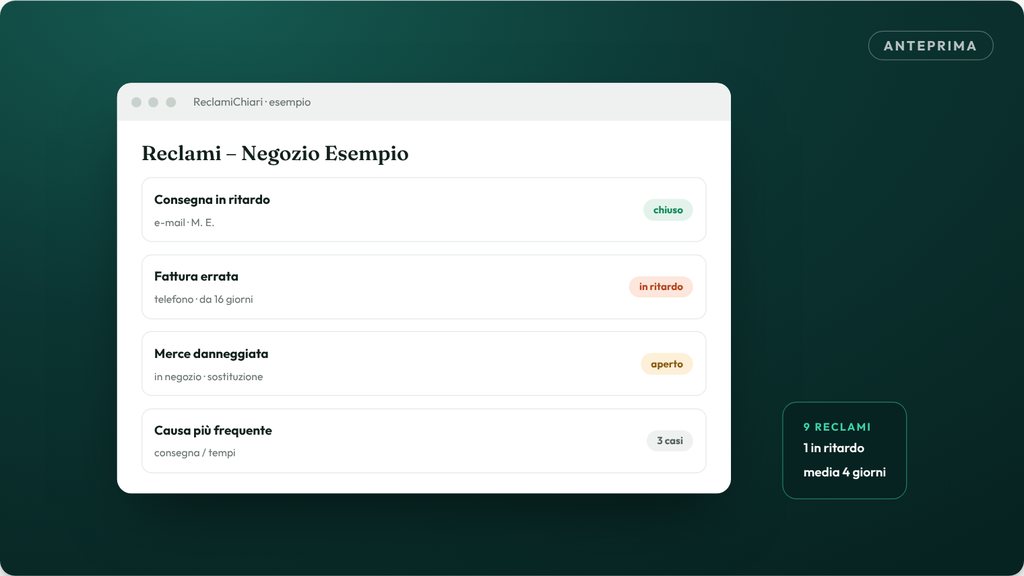 ANTEPRIMA
ReclamiChiari · esempio
Reclami – Negozio Esempio
Consegna in ritardo
e-mail · M. E.
chiuso
Fattura errata
telefono · da 16 giorni
in ritardo
Merce danneggiata
in negozio · sostituzione
aperto
Causa più frequente
consegna / tempi
3 casi
9 RECLAMI
1 in ritardo
media 4 giorni